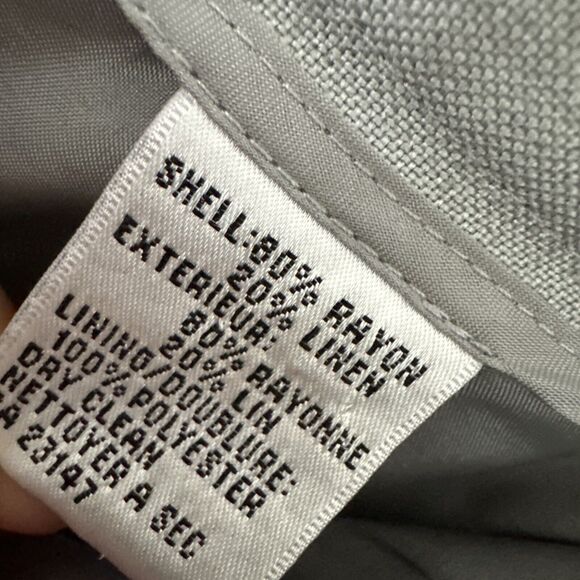 SHELL:80% RAYON
20% LINEN
EXTERIEUR:
80% RAYONNE
20% LIN
LINING/DOUBLURE:
100%POLYESTER
DRY CLEAN
NETTOYER A SEC
A 23147